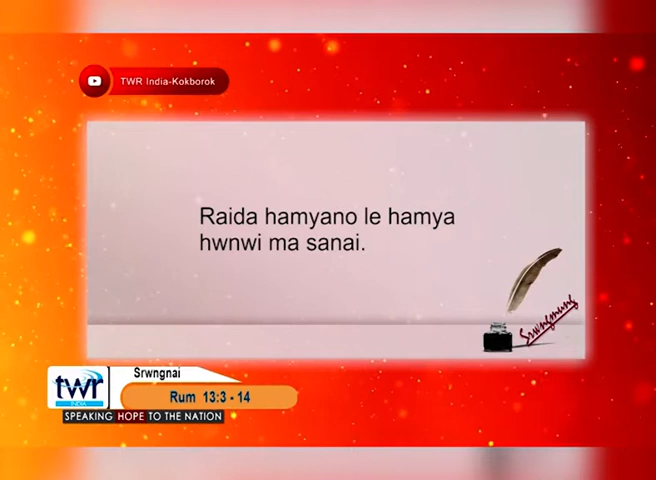 TWR India-Kokborok
Raida hamyano le hamya
hwnwi ma sanai.
Srwngmung
twr
INDIA
Srwngnai
Rum 13:3 - 14
SPEAKING HOPE TO THE NATION